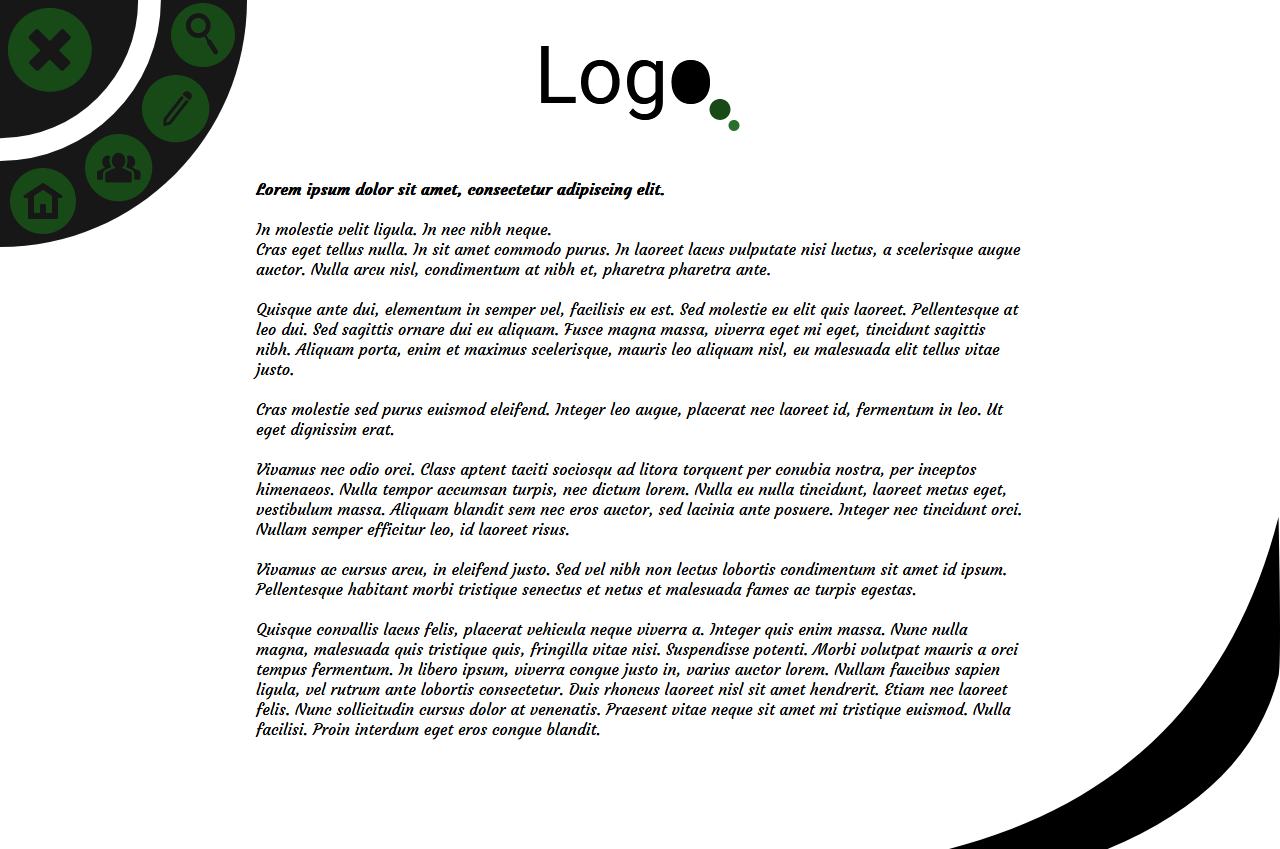 Logo
Lorem ipsum dolor sit amet, consectetur adipiscing elit.
In molestie velit ligula. In nec nibh neque.
Cras eget tellus nulla. In sit amet commodo purus. In laoreet lacus vulputate nisi luctus, a scelerisque augue
auctor. Nulla arcu nisl, condimentum at nibh et, pharetra pharetra ante.
Quisque ante dui, elementum in semper vel, facilisis eu est. Sed molestie eu elit quis laoreet. Pellentesque at
leo dui. Sed sagittis ornare dui eu aliquam. Fusce magna massa, viverra eget mi eget, tincidunt sagittis
nibh. Aliquam porta, enim et maximus scelerisque, mauris leo aliquam nisl, eu malesuada elit tellus vitae
justo.
Cras molestie sed purus euismod eleifend. Integer leo augue, placerat nec laoreet id, fermentum in leo. Ut
eget dignissim erat.
Vivamus nec odio orci. Class aptent taciti sociosqu ad litora torquent per conubia nostra, per inceptos
himenaeos. Nulla tempor accumsan turpis, nec dictum lorem. Nulla eu nulla tincidunt, laoreet metus eget,
vestibulum massa. Aliquam blandit sem nec eros auctor, sed lacinia ante posuere. Integer nec tincidunt orci.
Nullam semper efficitur leo, id laoreet risus.
Vivamus ac cursus arcu, in eleifend justo. Sed vel nibh non lectus lobortis condimentum sit amet id ipsum.
Pellentesque habitant morbi tristique senectus et netus et malesuada fames ac turpis egestas.
Quisque convallis lacus felis, placerat vehicula neque viverra a. Integer quis enim massa. Nunc nulla
magna, malesuada quis tristique quis, fringilla vitae nisi. Suspendisse potenti. Morbi volutpat mauris a orci
tempus fermentum. In libero ipsum, viverra congue justo in, varius auctor lorem. Nullam faucibus sapien
ligula, vel rutrum ante lobortis consectetur. Duis rhoncus laoreet nisl sit amet hendrerit. Etiam nec laoreet
felis. Nunc sollicitudin cursus dolor at venenatis. Praesent vitae neque sit amet mi tristique euismod. Nulla
facilisi. Proin interdum eget eros congue blandit.